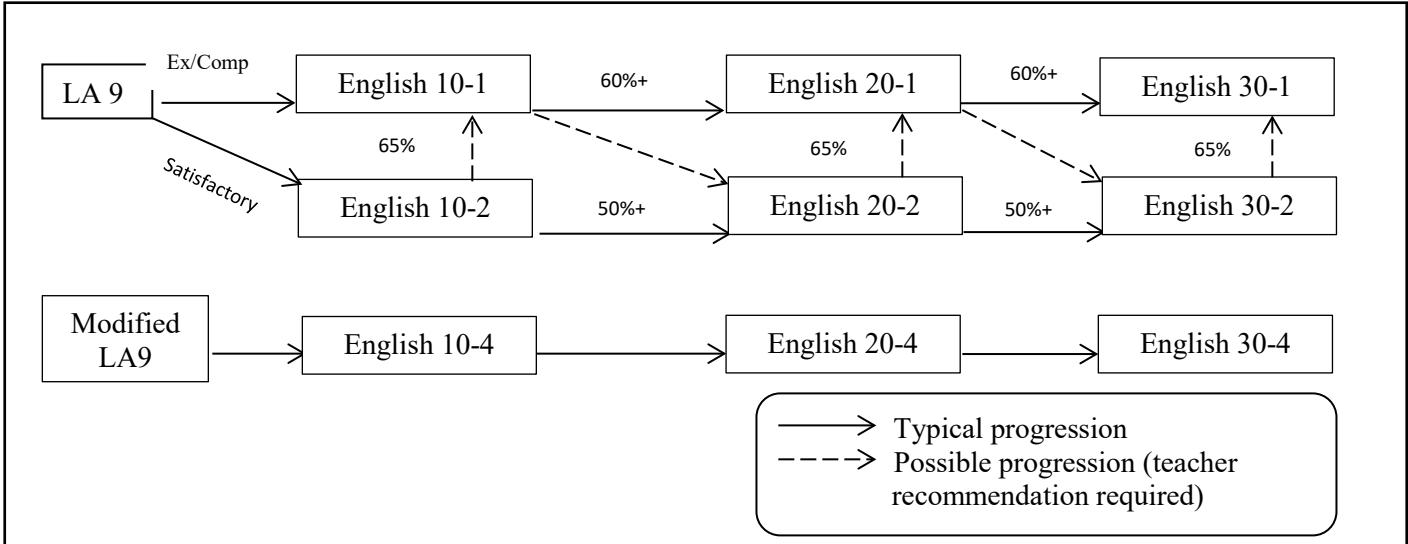 Ex/Comp
LA 9
English 10-1
60%+
English 20-1
60%+
English 30-1
65%
65%
65%
Satisfactory
English 10-2
50%+
English 20-2
50%+
English 30-2
Modified
LA9
English 10-4
English 20-4
English 30-4
Typical progression
Possible progression (teacher
recommendation required)